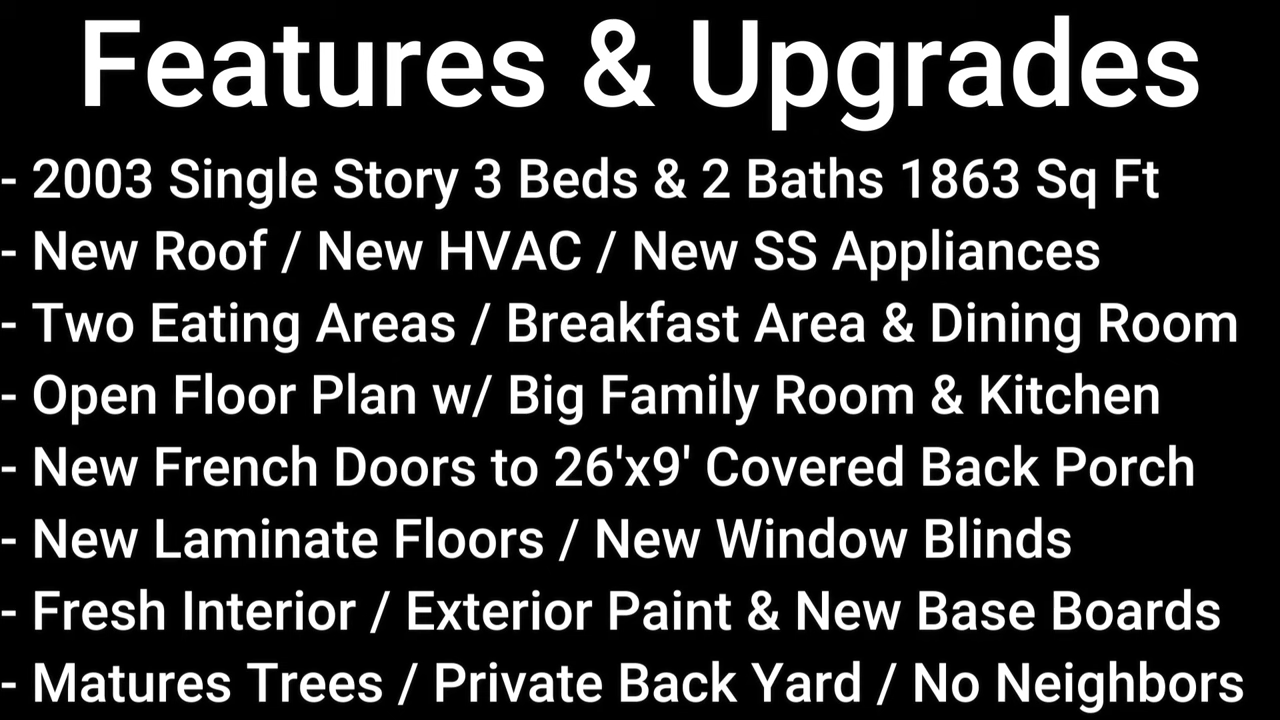 Features & Upgrades
- 2003 Single Story 3 Beds & 2 Baths 1863 Sq Ft
- New Roof / New HVAC / New SS Appliances
- Two Eating Areas / Breakfast Area & Dining Room
- Open Floor Plan w/ Big Family Room & Kitchen
- New French Doors to 26'x9' Covered Back Porch
- New Laminate Floors / New Window Blinds
- Fresh Interior / Exterior Paint & New Base Boards
- Matures Trees / Private Back Yard / No Neighbors